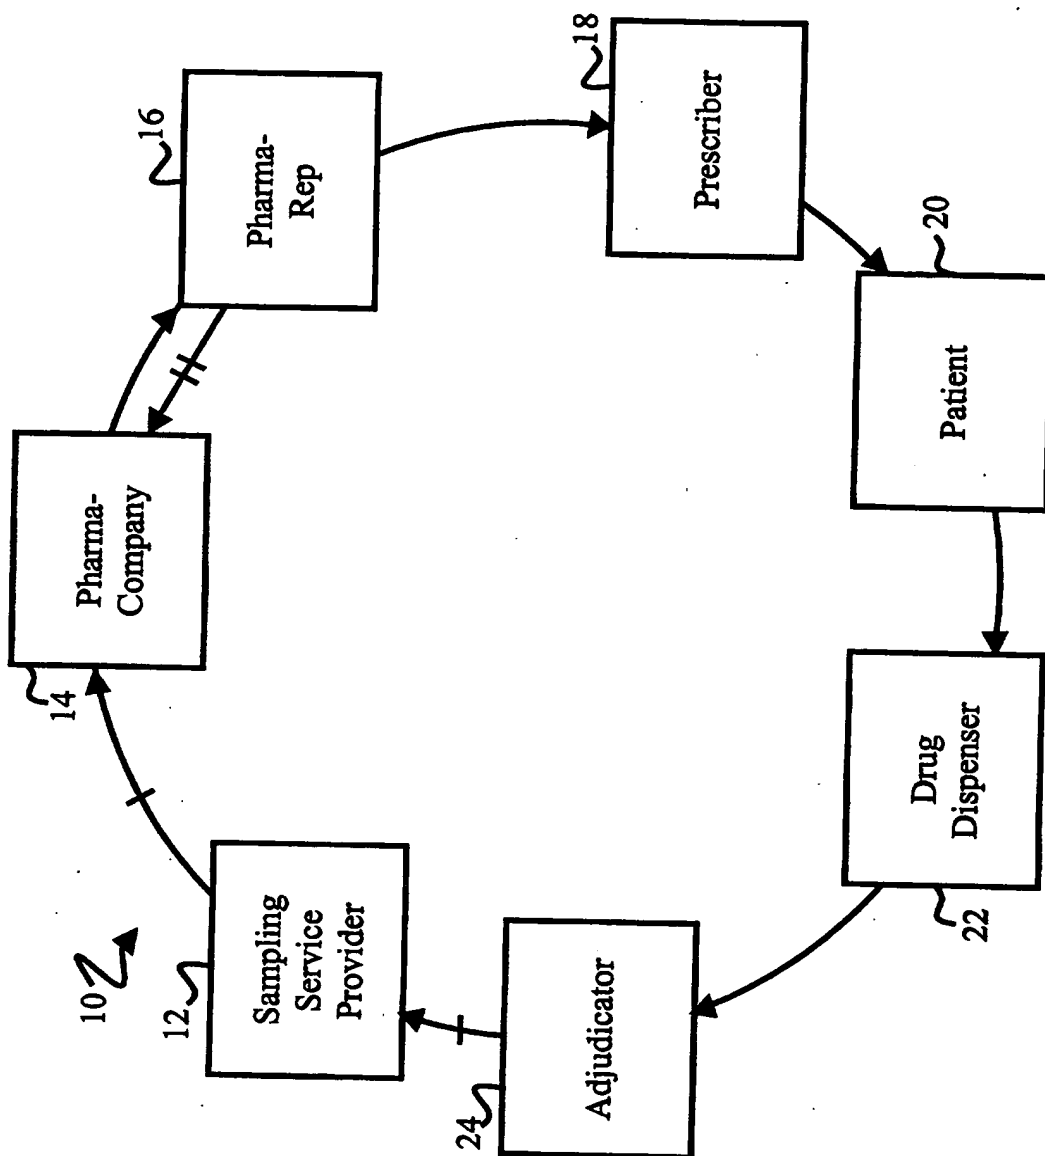 10
12
Sampling
Service
Provider
14
Pharma-
Company
16
Pharma-
Rep
18
Prescriber
20
Patient
22
Drug
Dispenser
24
Adjudicator